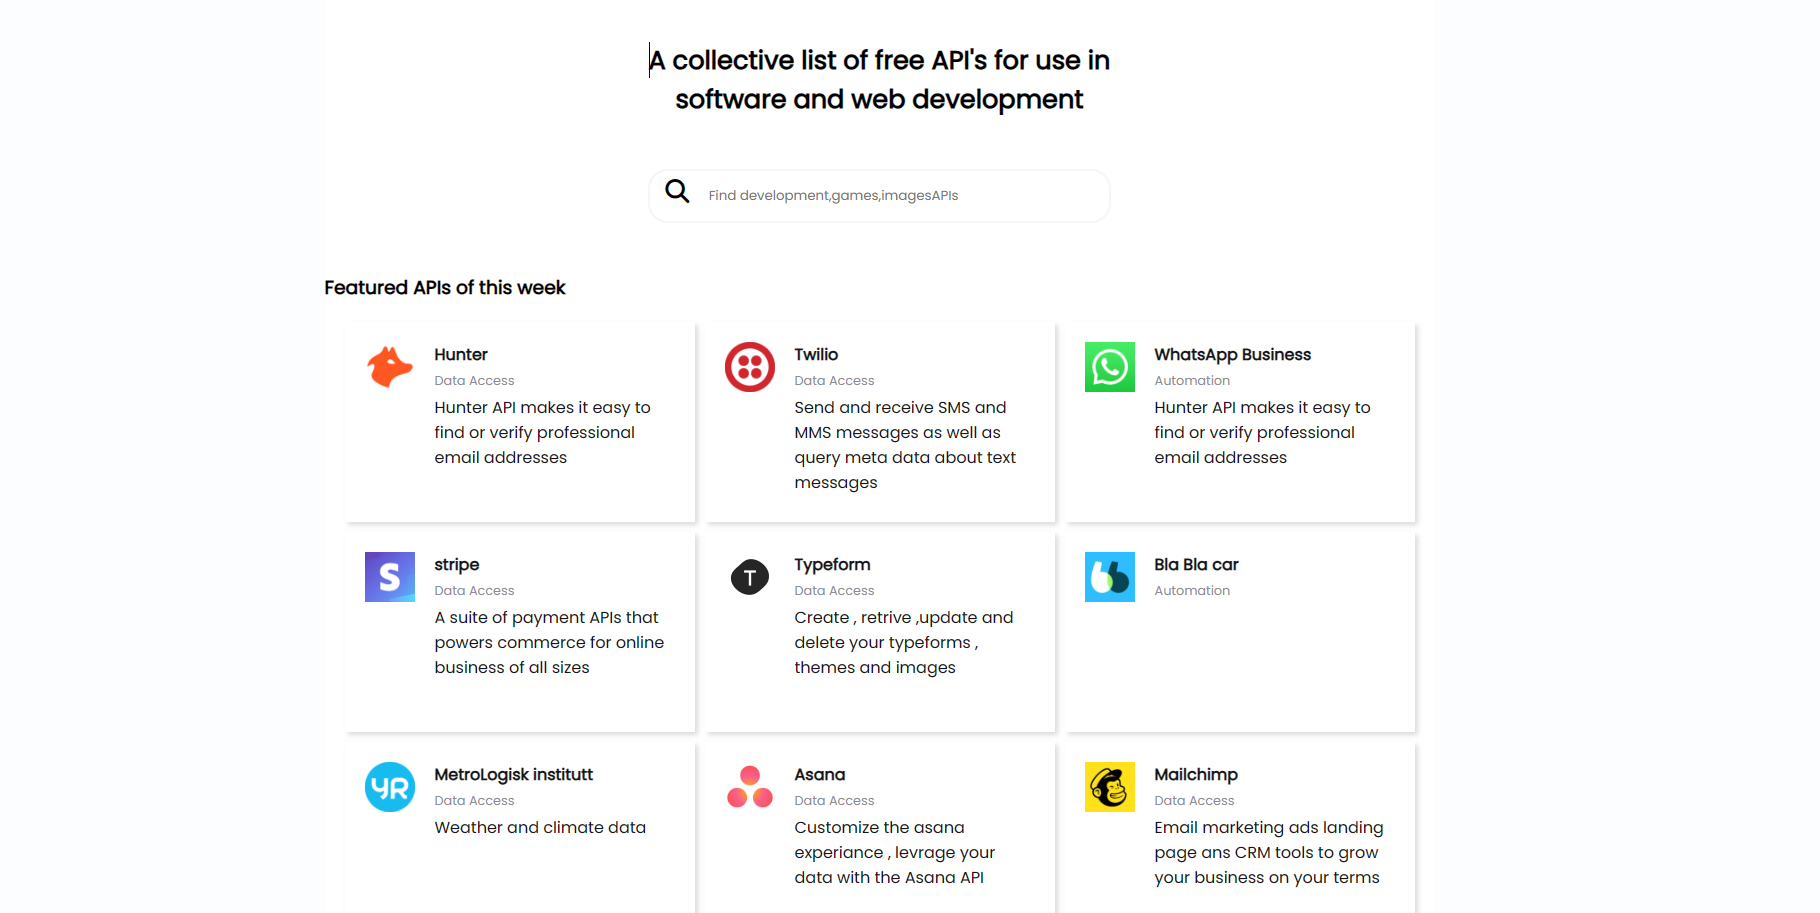 A collective list of free API's for use in
software and web development
Find development,games,imagesAPIs
Featured APIs of this week
Hunter
Data Access
Hunter API makes it easy to
find or verify professional
email addresses
Twilio
Data Access
Send and receive SMS and
MMS messages as well as
query meta data about text
messages
WhatsApp Business
Automation
Hunter API makes it easy to
find or verify professional
email addresses
S
stripe
Data Access
A suite of payment APIs that
powers commerce for online
business of all sizes
T
Typeform
Data Access
Create , retrive ,update and
delete your typeforms ,
themes and images
Bla Bla car
Automation
YR
MetroLogisk institutt
Data Access
Weather and climate data
Asana
Data Access
Customize the asana
experiance , levrage your
data with the Asana API
Mailchimp
Data Access
Email marketing ads landing
page ans CRM tools to grow
your business on your terms